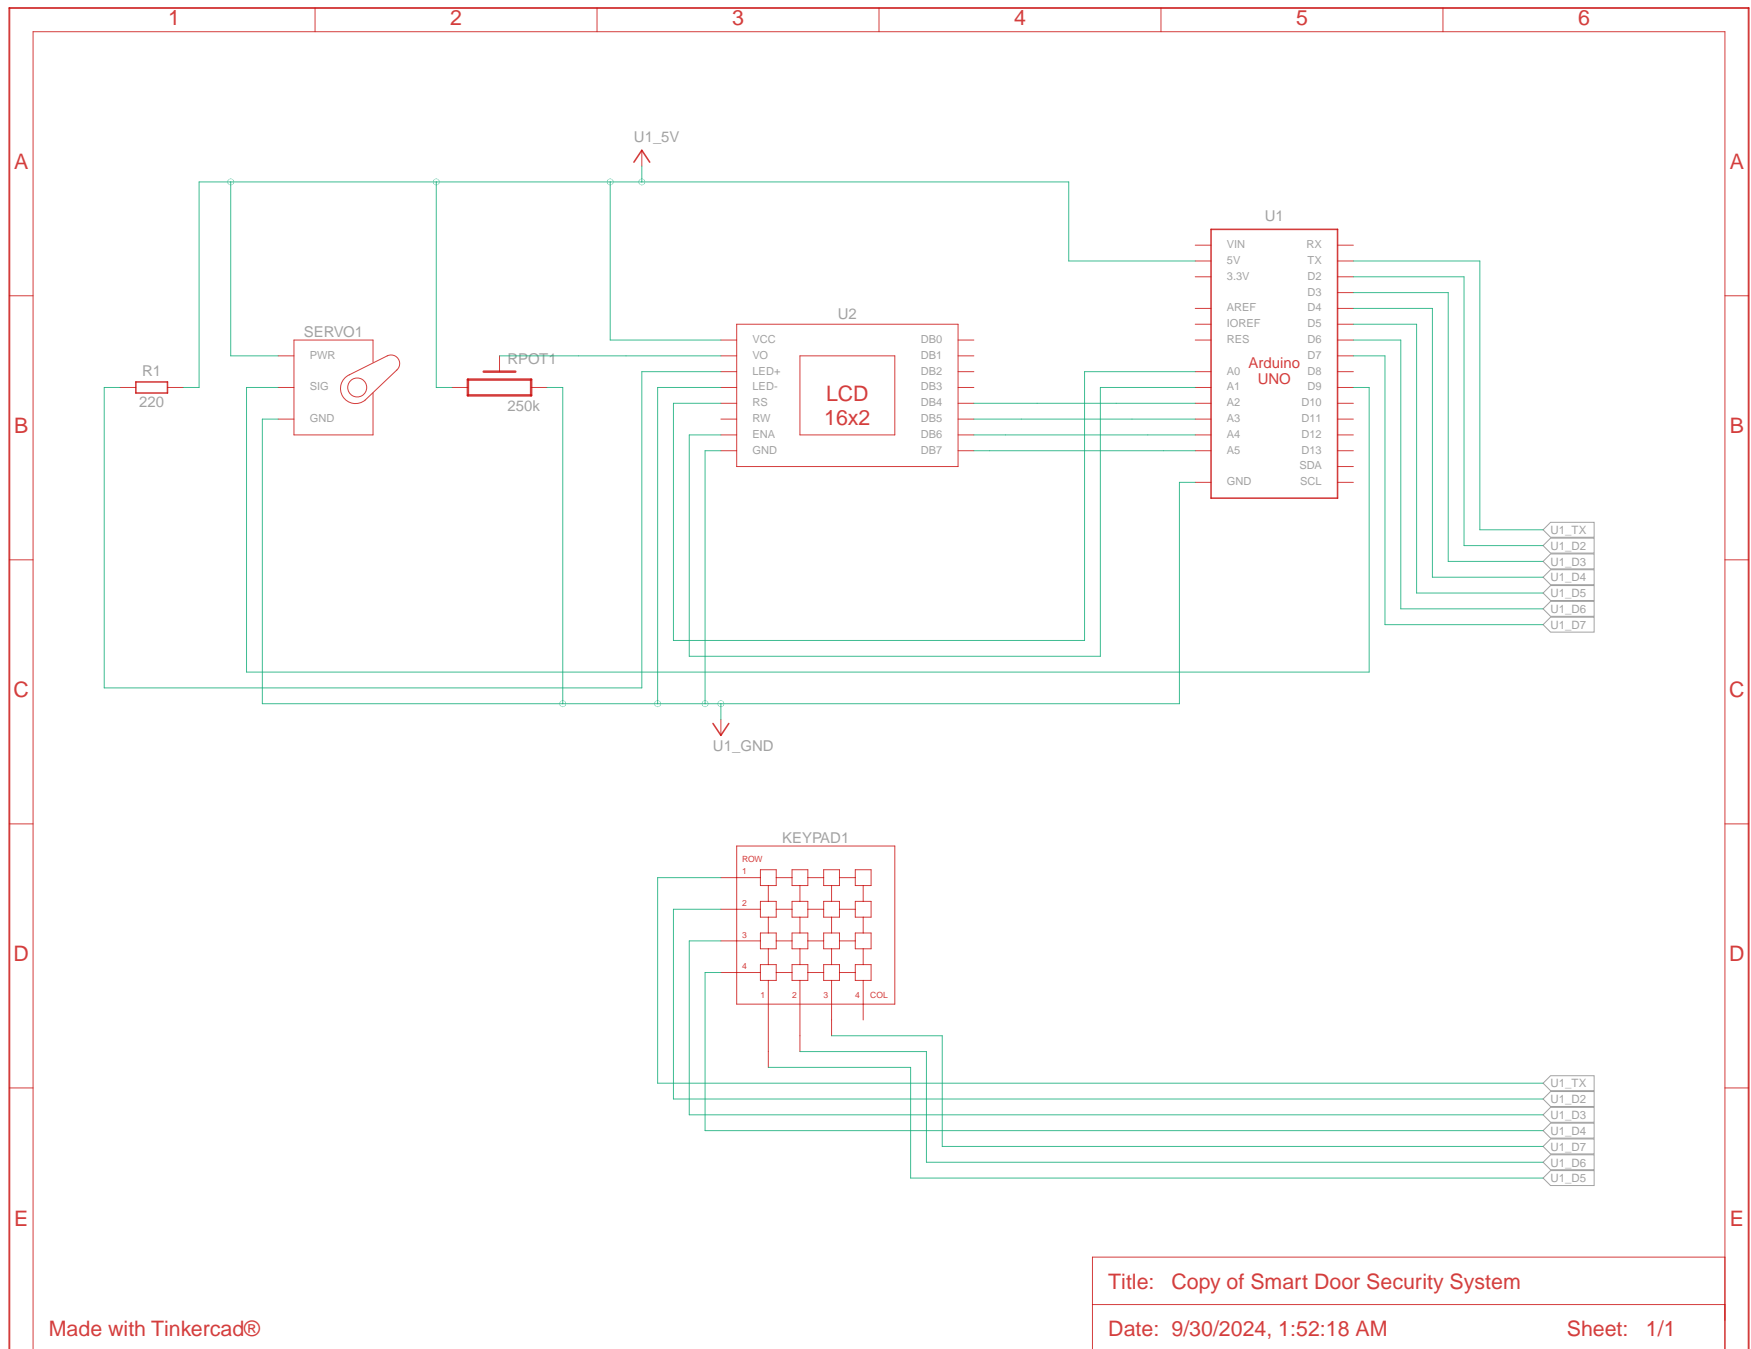 1 2 3 4 5 6
A A
U1_5V
U1
VIN RX
5V TX
3.3V D2
D3
AREF D4
IOREF D5
RES D6
D7
Arduino
UNO
A0 D8
A1 D9
A2 D10
A3 D11
A4 D12
A5 D13
SDA
GND SCL
SERVO1
PWR
SIG
GND
R1
220
RPOT1
250k
U2
VCC DB0
VO DB1
LED+ DB2
LED- DB3
RS DB4
RW DB5
ENA DB6
GND DB7
LCD
16x2
B B
U1_TX
U1_D2
U1_D3
U1_D4
U1_D5
U1_D6
U1_D7
C C
U1_GND
KEYPAD1
ROW
1
2
3
4
1 2 3 4 COL
D D
U1_TX
U1_D2
U1_D3
U1_D4
U1_D7
U1_D6
U1_D5
E E
Title: Copy of Smart Door Security System
Made with Tinkercad®
Date: 9/30/2024, 1:52:18 AM Sheet: 1/1